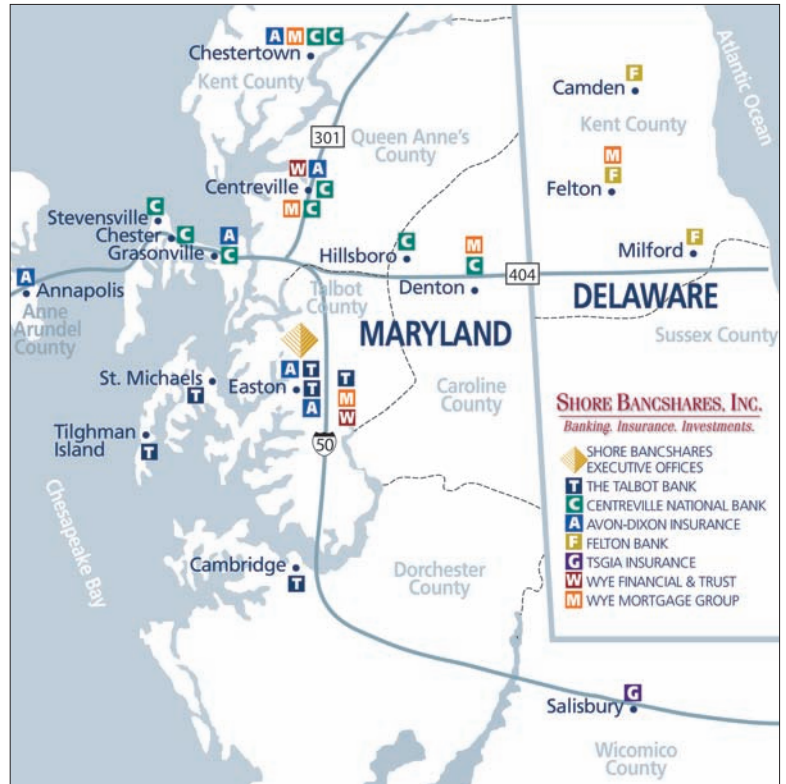 A M C C
Chestertown
Kent County
Atlantic Ocean
F
Camden
Kent County
301
Queen Anne's
County
W A
Centreville C
M C
M
F
Felton
C
Stevensville
Chester C
A
Grasonville C
C
Hillsboro
M
C
Denton
404
F
Milford
A
Annapolis
Anne
Arundel
County
Talbot
County
MARYLAND
DELAWARE
Sussex County
St. Michaels
T
Easton
A T
T
A
T
M
W
Caroline
County
Tilghman
Island
T
50
Chesapeake Bay
SHORE BANCSHARES, INC.
Banking. Insurance. Investments.
SHORE BANCSHARES
EXECUTIVE OFFICES
T THE TALBOT BANK
C CENTREVILLE NATIONAL BANK
A AVON-DIXON INSURANCE
F FELTON BANK
G TSGIA INSURANCE
W WYE FINANCIAL & TRUST
M WYE MORTGAGE GROUP
Cambridge
T
Dorchester
County
G
Salisbury
Wicomico
County